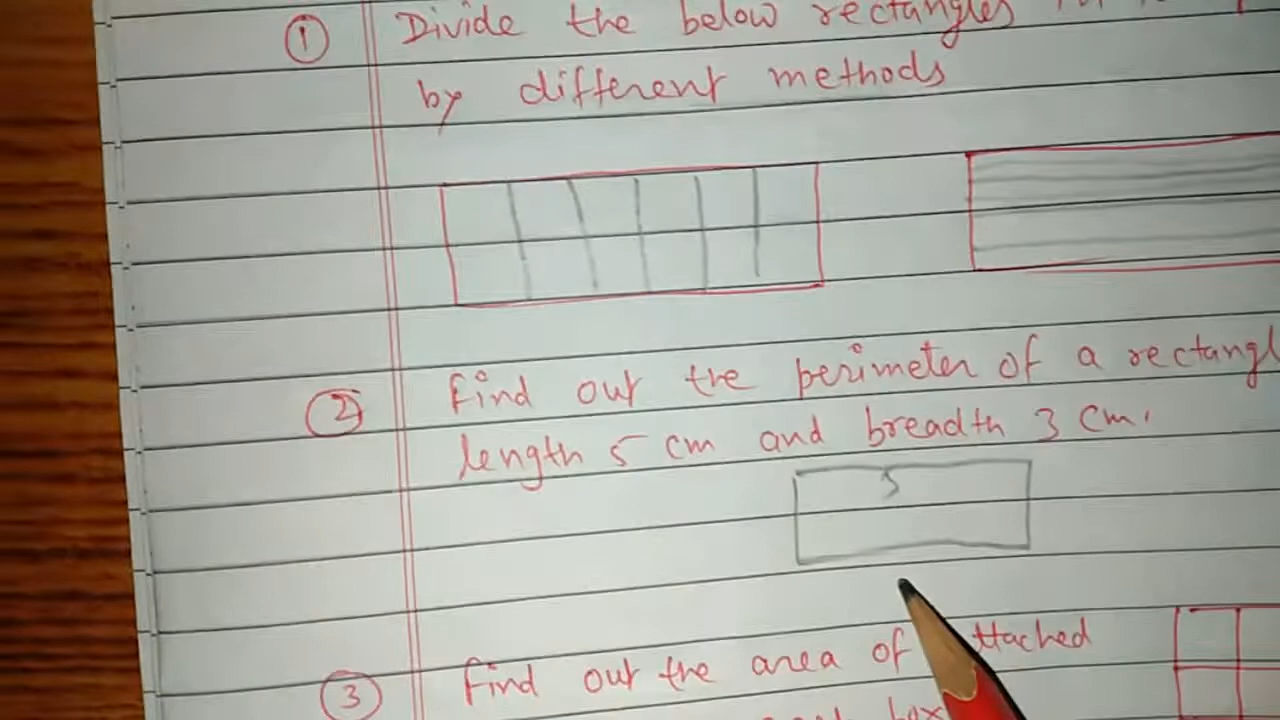 ① Divide the below rectangles
by different methods
② find out the perimeter of a rectangl
length 5 cm and breadth 3 cm.
5
③ find out the area of ttached
box